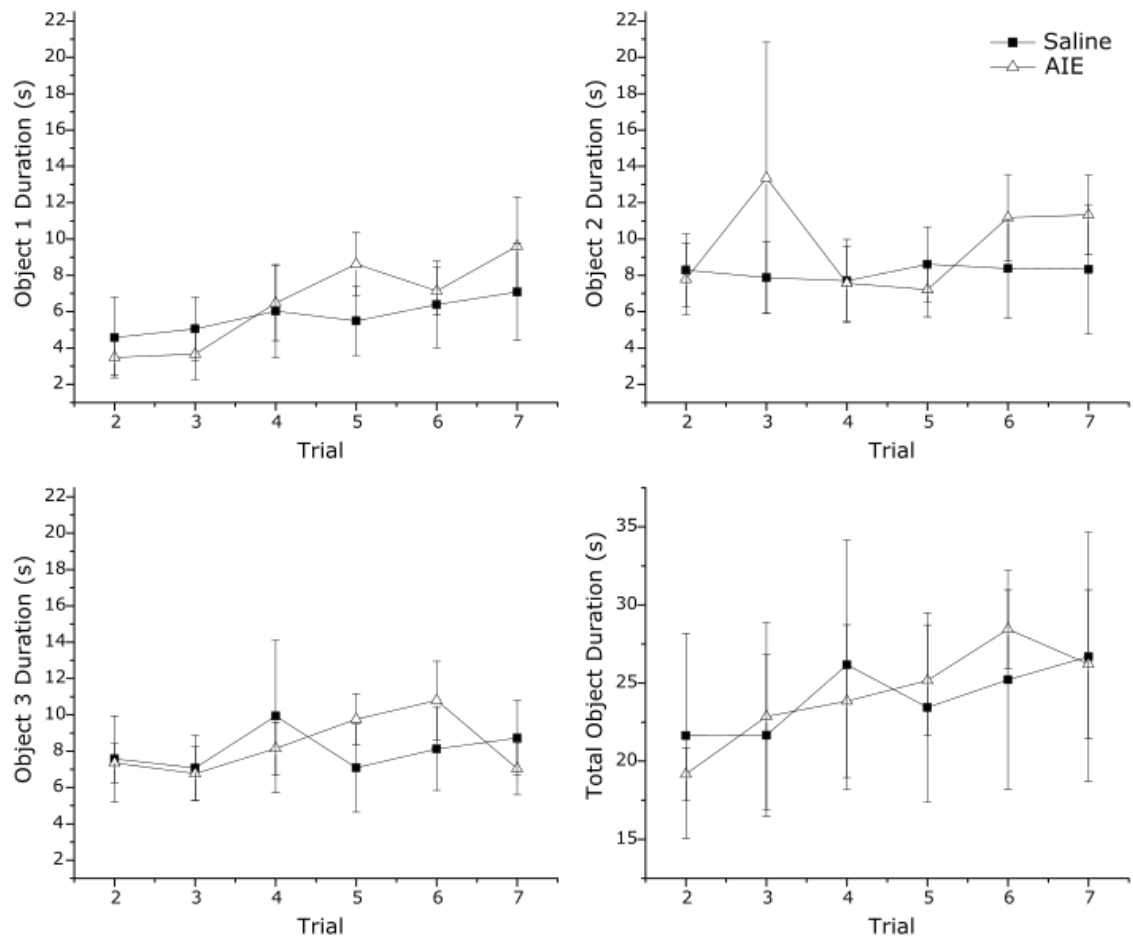 22
20
18
16
14
12
10
8
6
4
2
Object 1 Duration (s)
2 3 4 5 6 7
Trial
22
20
18
16
14
12
10
8
6
4
2
Object 2 Duration (s)
Saline
AIE
2 3 4 5 6 7
Trial
22
20
18
16
14
12
10
8
6
4
2
Object 3 Duration (s)
2 3 4 5 6 7
Trial
35
30
25
20
15
Total Object Duration (s)
2 3 4 5 6 7
Trial